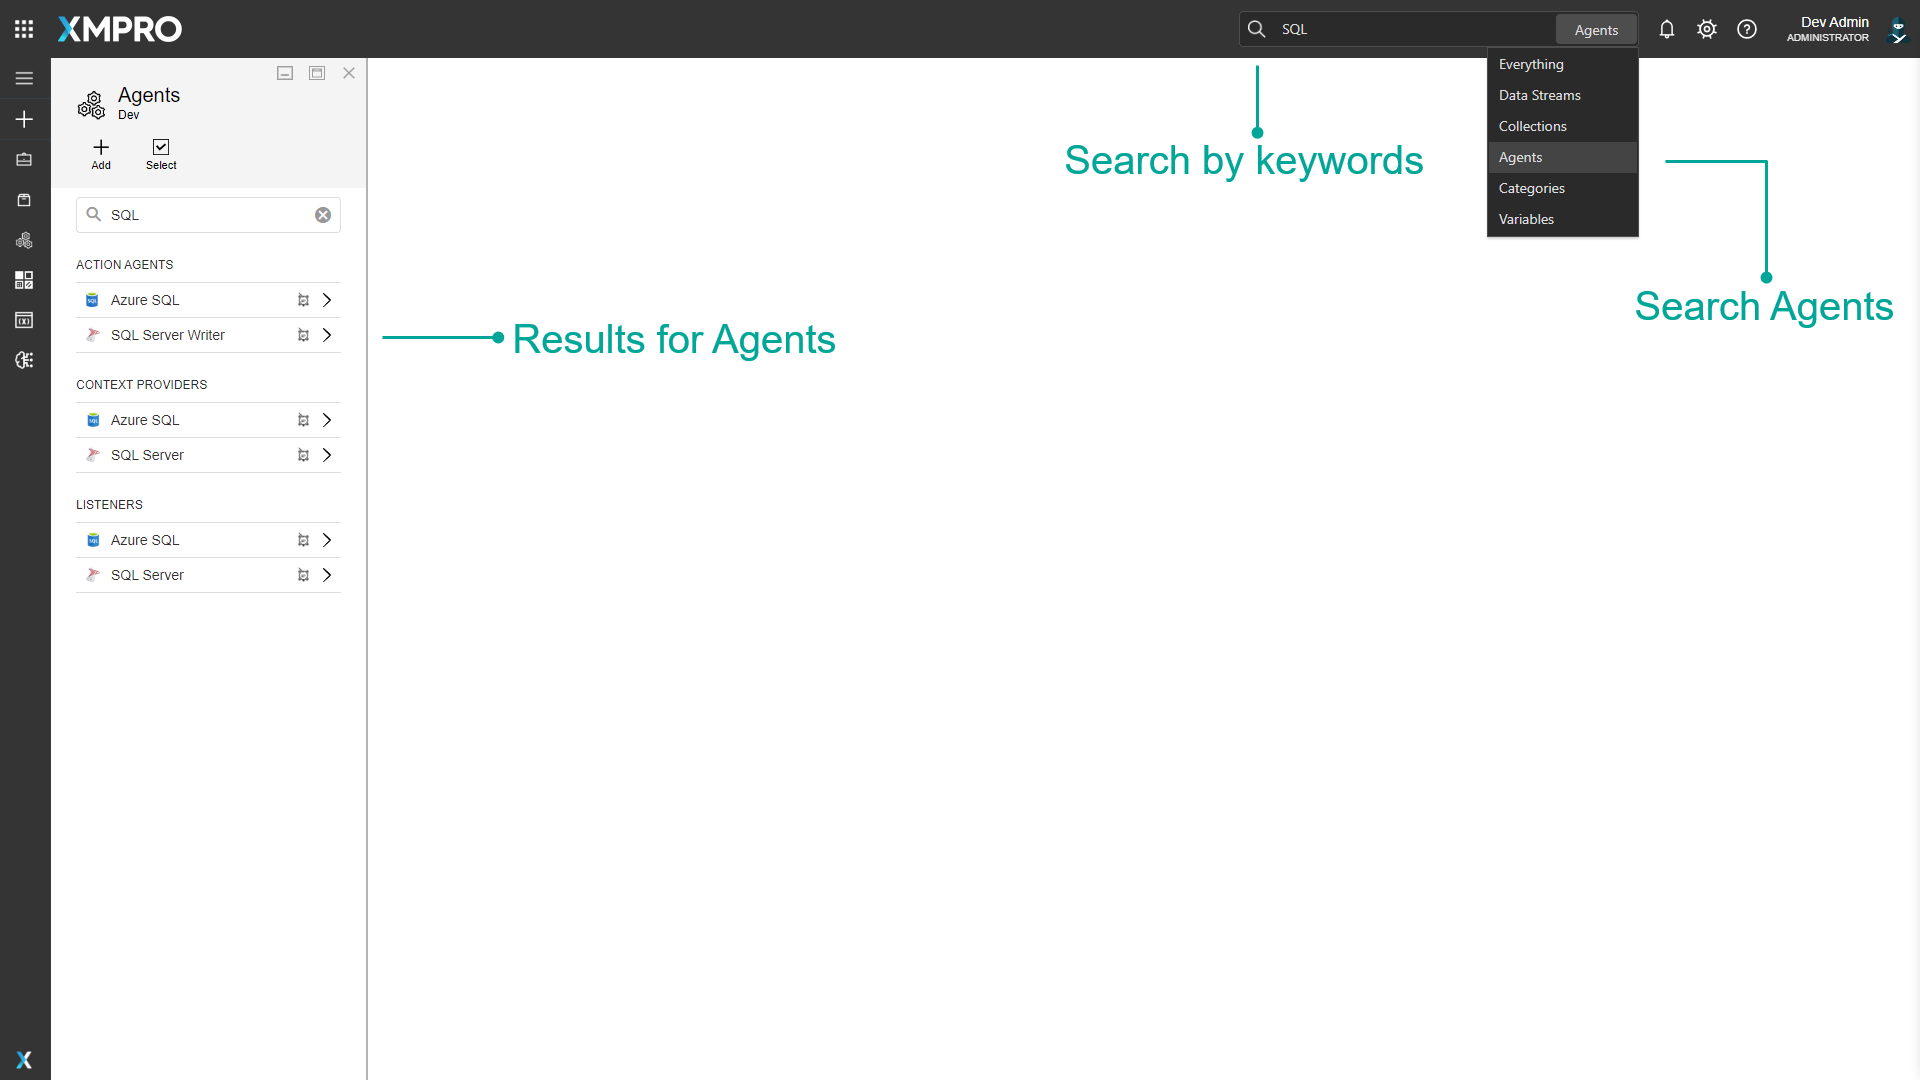 XMPRO
SQL
Agents
Dev Admin
ADMINISTRATOR
Everything
Data Streams
Collections
Agents
Categories
Variables
Agents
Dev
Add
Select
SQL
ACTION AGENTS
Azure SQL
SQL Server Writer
CONTEXT PROVIDERS
Azure SQL
SQL Server
LISTENERS
Azure SQL
SQL Server
Search by keywords
Search Agents
Results for Agents